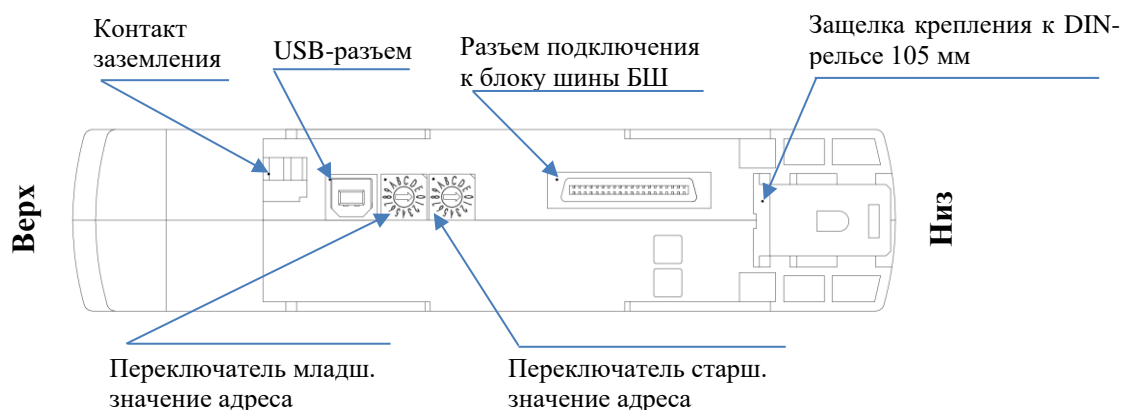 Контакт
заземления
USB-разъем
Разъем подключения
к блоку шины БШ
Защелка крепления к DIN-
рельсе 105 мм
Верх
Низ
Переключатель младш.
значение адреса
Переключатель старш.
значение адреса